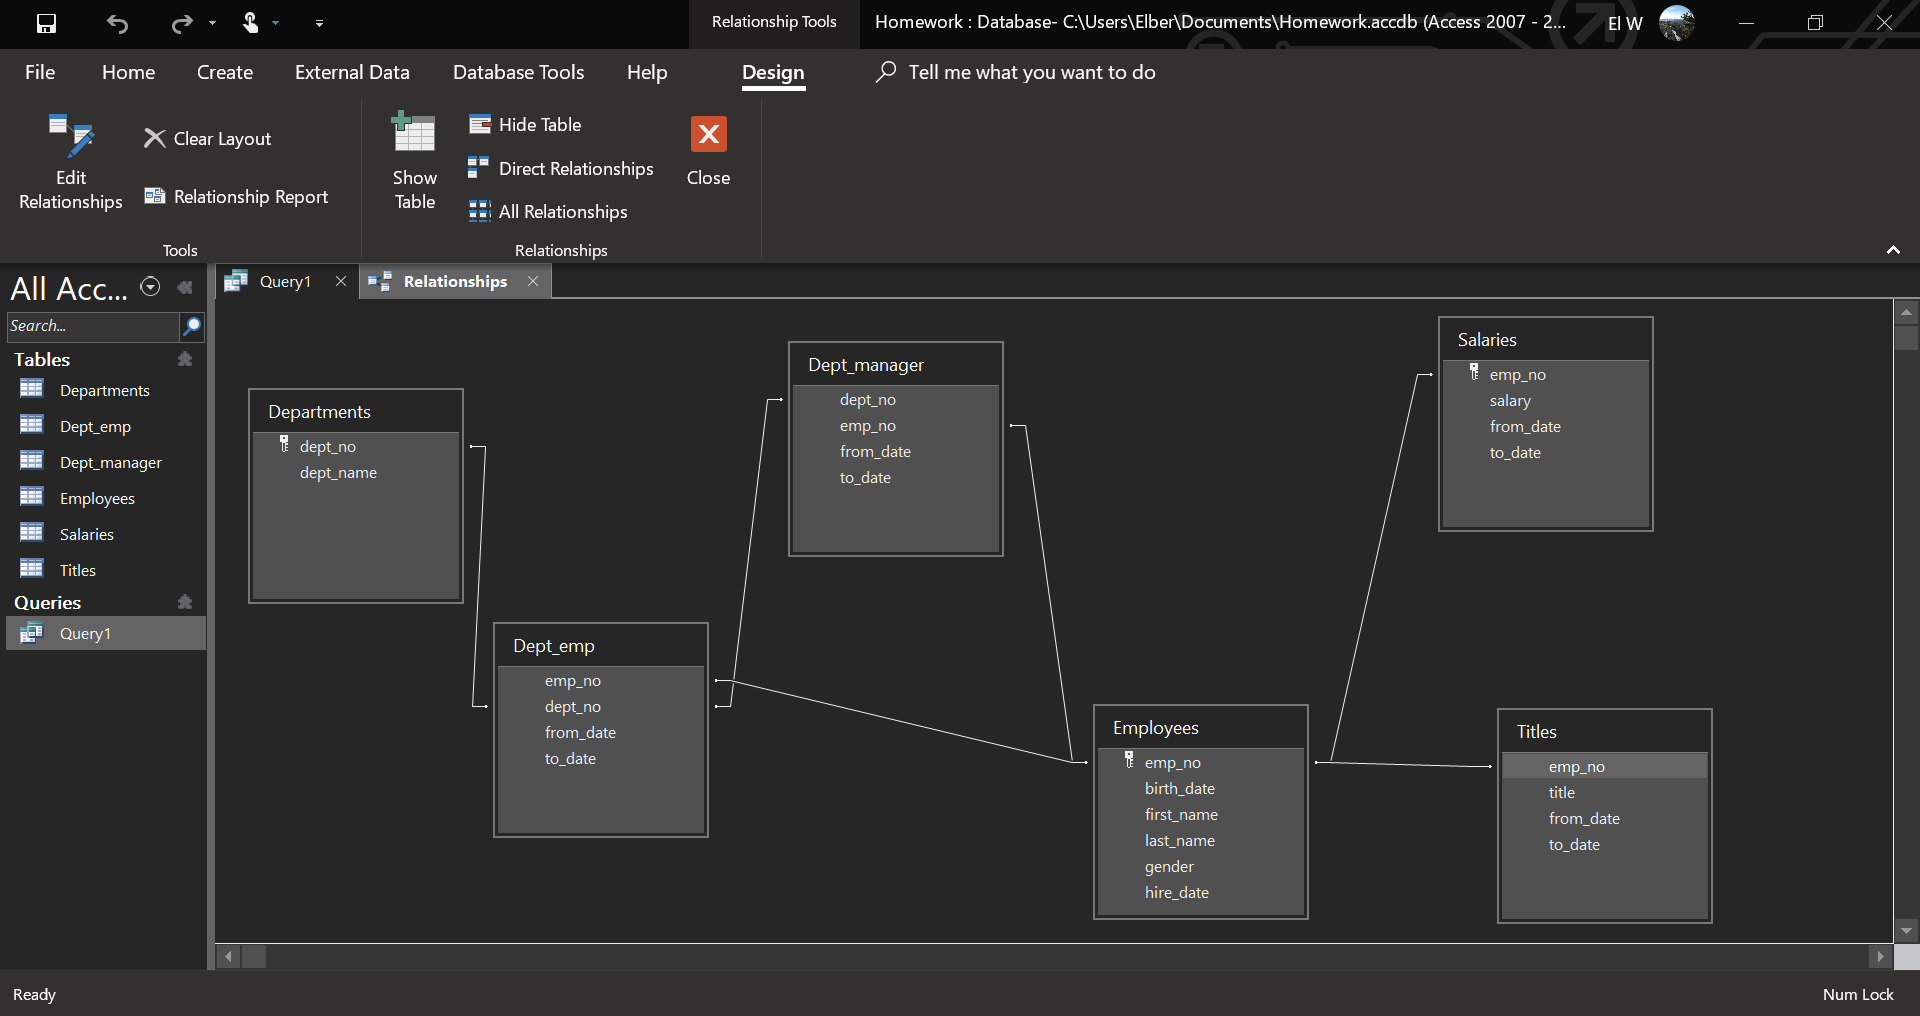 Relationship Tools
Homework : Database- C:\Users\Elber\Documents\Homework.accdb (Access 2007 - 2...
El W
File Home Create External Data Database Tools Help Design Tell me what you want to do
Edit Relationships
Clear Layout
Relationship Report
Tools
Show Table
Hide Table
Direct Relationships
All Relationships
Close
Relationships
All Acc...
Search...
Tables
Departments
Dept_emp
Dept_manager
Employees
Salaries
Titles
Queries
Query1
Query1
Relationships
Departments
dept_no
dept_name
Dept_emp
emp_no
dept_no
from_date
to_date
Dept_manager
dept_no
emp_no
from_date
to_date
Employees
emp_no
birth_date
first_name
last_name
gender
hire_date
Salaries
emp_no
salary
from_date
to_date
Titles
emp_no
title
from_date
to_date
Ready
Num Lock